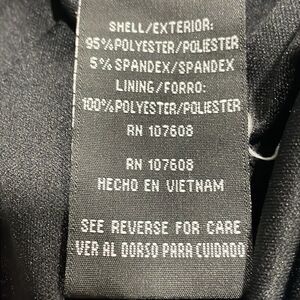 SHELL/EXTERIOR:
95%POLYESTER/POLIESTER
5%SPANDEX/SPANDEX
LINING/FORRO:
100%POLYESTER/POLIESTER
RN 107608
RN 107608
HECHO EN VIETNAM
SEE REVERSE FOR CARE
VER AL DORSO PARA CUIDADO